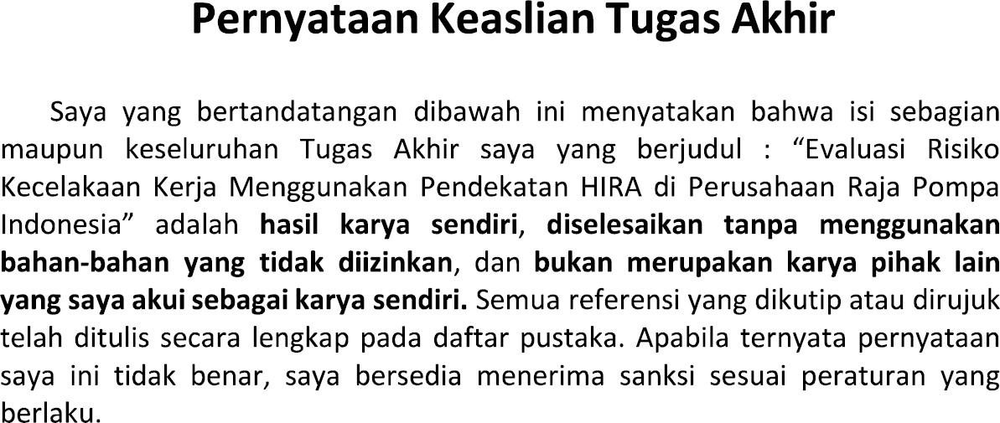 Pernyataan Keaslian Tugas Akhir
Saya yang bertandatangan dibawah ini menyatakan bahwa isi sebagian
maupun keseluruhan Tugas Akhir saya yang berjudul : “Evaluasi Risiko
Kecelakaan Kerja Menggunakan Pendekatan HIRA di Perusahaan Raja Pompa
Indonesia” adalah hasil karya sendiri, diselesaikan tanpa menggunakan
bahan-bahan yang tidak diizinkan, dan bukan merupakan karya pihak lain
yang saya akui sebagai karya sendiri. Semua referensi yang dikutip atau dirujuk
telah ditulis secara lengkap pada daftar pustaka. Apabila ternyata pernyataan
saya ini tidak benar, saya bersedia menerima sanksi sesuai peraturan yang
berlaku.